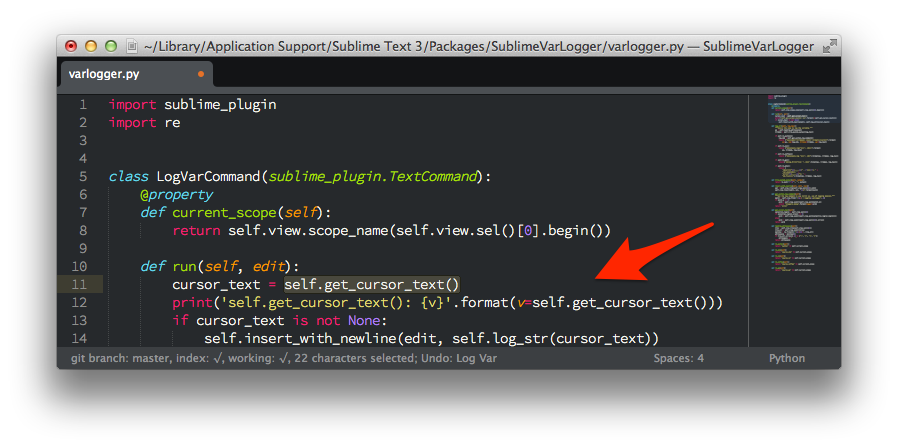 ~/Library/Application Support/Sublime Text 3/Packages/SublimeVarLogger/varlogger.py — SublimeVarLogger
varlogger.py
1 import sublime_plugin
2 import re
3
4
5 class LogVarCommand(sublime_plugin.TextCommand):
6     @property
7     def current_scope(self):
8         return self.view.scope_name(self.view.sel()[0].begin())
9
10     def run(self, edit):
11         cursor_text = self.get_cursor_text()
12         print('self.get_cursor_text(): {v}'.format(v=self.get_cursor_text()))
13         if cursor_text is not None:
14             self.insert_with_newline(edit, self.log_str(cursor_text))
git branch: master, index: √, working: √, 22 characters selected; Undo: Log Var Spaces: 4 Python